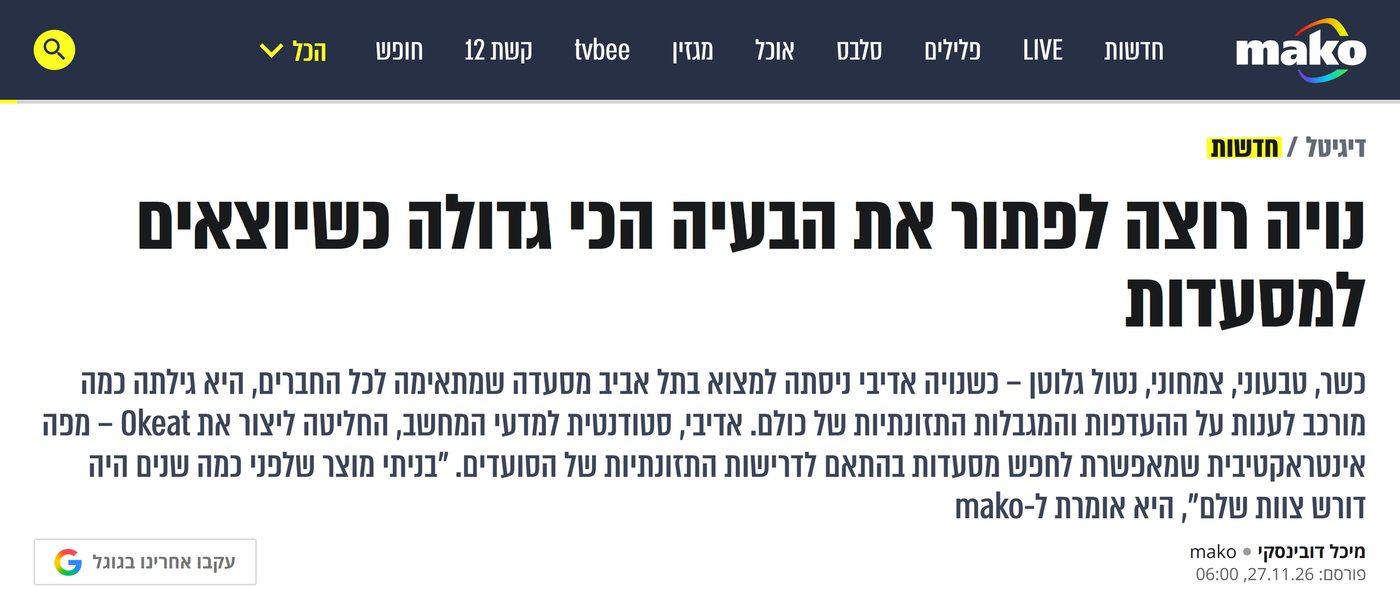 mako
חדשות LIVE פלילים סלבס אוכל מגזין tvbee קשת 12 חופש הכל
דיגיטל / חדשות
נויה רוצה לפתור את הבעיה הכי גדולה כשיוצאים
למסעדות
כשר, טבעוני, צמחוני, נטול גלוטן – כשנויה אדיבי ניסתה למצוא בתל אביב מסעדה שמתאימה לכל החברים, היא גילתה כמה
מורכב לענות על ההעדפות והמגבלות התזונתיות של כולם. אדיבי, סטודנטית למדעי המחשב, החליטה ליצור את Okeat – מפה
אינטראקטיבית שמאפשרת לחפש מסעדות בהתאם לדרישות התזונתיות של הסועדים. "בניתי מוצר שלפני כמה שנים היה
דורש צוות שלם", היא אומרת ל-mako
מיכל דובינסקי • mako
פורסם: 27.11.26, 06:00
עקבו אחרינו בגוגל